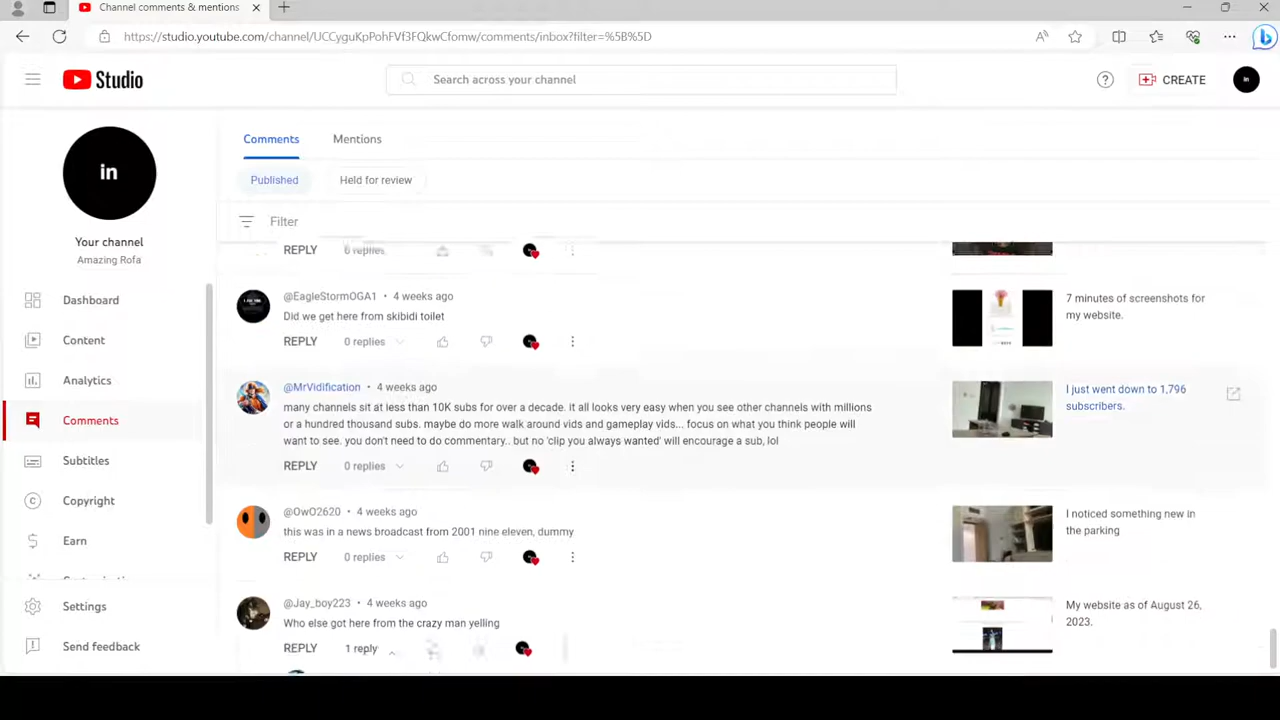 Channel comments & mentions
https://studio.youtube.com/channel/UCCyguKpPohFVf3FQkwCfomw/comments/inbox?filter=%5B%5D
Studio
Search across your channel
CREATE
in
in
Your channel
Amazing Rofa
Dashboard
Content
Analytics
Comments
Subtitles
Copyright
Earn
Settings
Send feedback
Comments
Mentions
Published
Held for review
Filter
REPLY
6 replies
@EagleStormOGA1 • 4 weeks ago
Did we get here from skibidi toilet
REPLY
0 replies
7 minutes of screenshots for
my website.
@MrVidification • 4 weeks ago
many channels sit at less than 10K subs for over a decade. it all looks very easy when you see other channels with millions
or a hundred thousand subs. maybe do more walk around vids and gameplay vids... focus on what you think people will
want to see. you don't need to do commentary.. but no 'clip you always wanted' will encourage a sub, lol
REPLY
0 replies
I just went down to 1,796
subscribers.
@OwO2620 • 4 weeks ago
this was in a news broadcast from 2001 nine eleven, dummy
REPLY
0 replies
I noticed something new in
the parking
@Jay_boy223 • 4 weeks ago
Who else got here from the crazy man yelling
REPLY
1 reply
My website as of August 26,
2023.